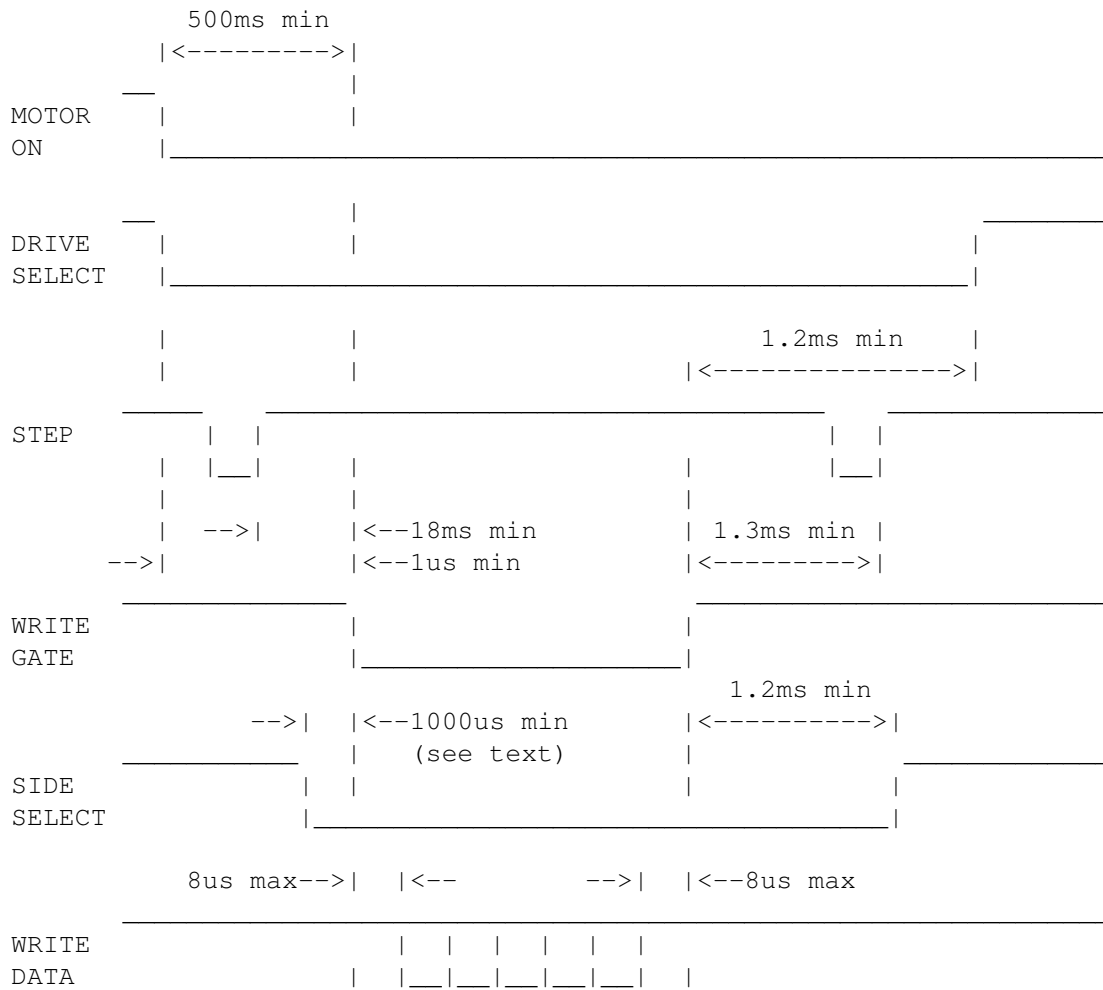 500ms min
MOTOR
ON
DRIVE
SELECT
1.2ms min
STEP
18ms min
1.3ms min
1us min
WRITE
GATE
1.2ms min
1000us min
(see text)
SIDE
SELECT
8us max
8us max
WRITE
DATA